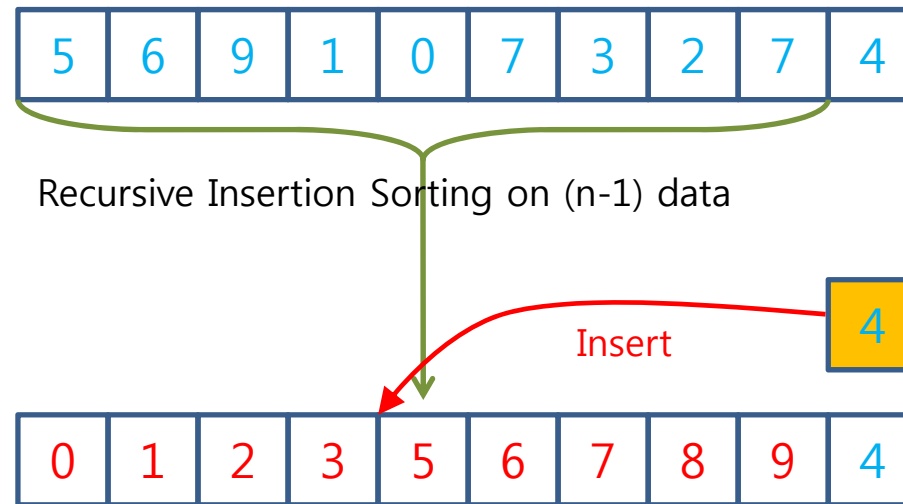 5 6 9 1 0 7 3 2 7 4
Recursive Insertion Sorting on (n-1) data
4
Insert
0 1 2 3 5 6 7 8 9 4